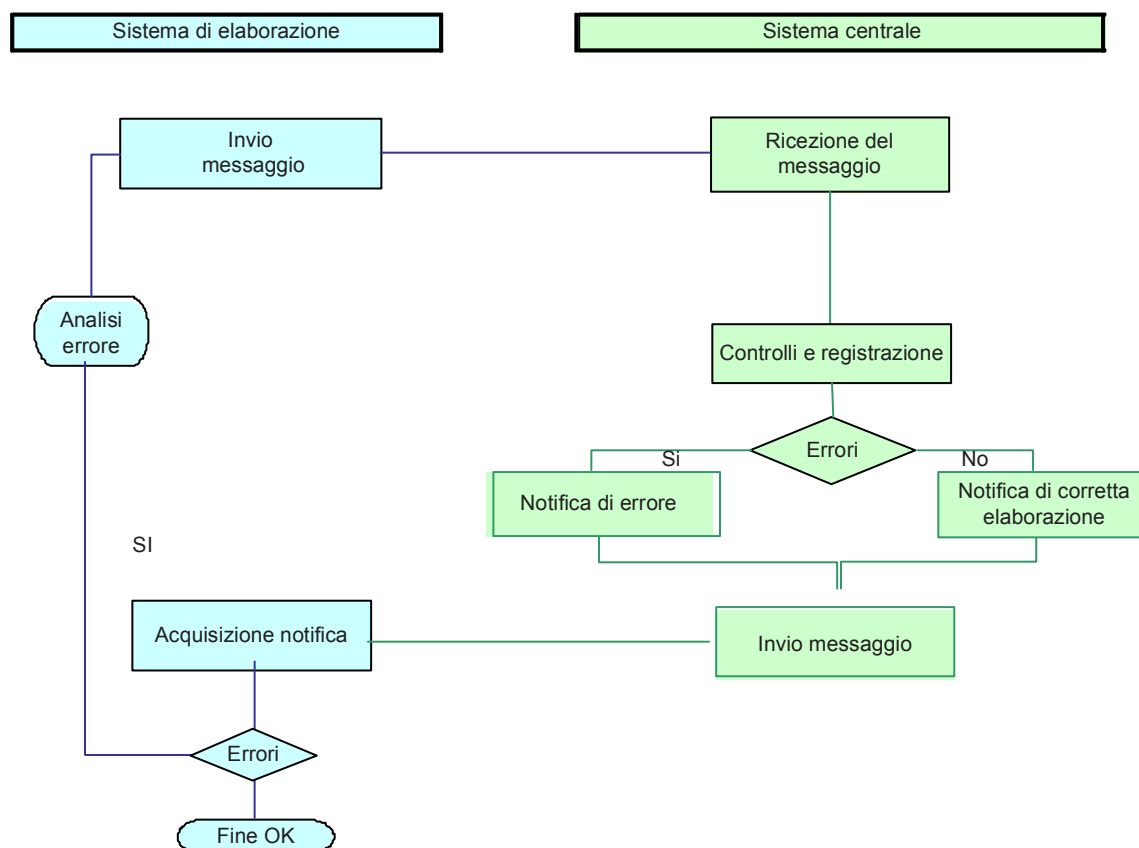 Sistema di elaborazione
Sistema centrale
Invio
messaggio
Ricezione del
messaggio
Analisi
errore
Controlli e registrazione
Errori
Si
No
Notifica di errore
Notifica di corretta
elaborazione
SI
Acquisizione notifica
Invio messaggio
Errori
Fine OK